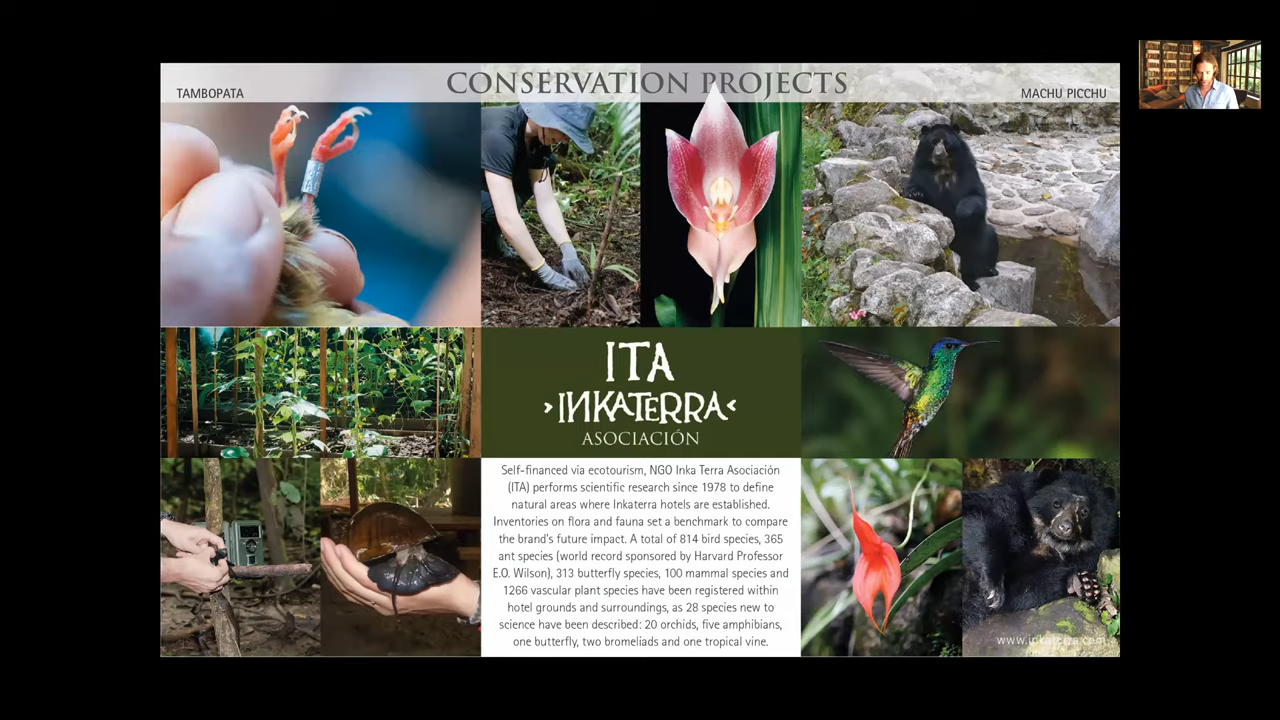 CONSERVATION PROJECTS
TAMBOPATA
MACHU PICCHU
ITA
>INKATERRA<
ASOCIACIÓN
Self-financed via ecotourism, NGO Inka Terra Asociación
(ITA) performs scientific research since 1978 to define
natural areas where Inkaterra hotels are established.
Inventories on flora and fauna set a benchmark to compare
the brand's future impact. A total of 814 bird species, 365
ant species (world record sponsored by Harvard Professor
E.O. Wilson), 313 butterfly species, 100 mammal species and
1266 vascular plant species have been registered within
hotel grounds and surroundings, as 28 species new to
science have been described: 20 orchids, five amphibians,
one butterfly, two bromeliads and one tropical vine.
www.inkaterra.com